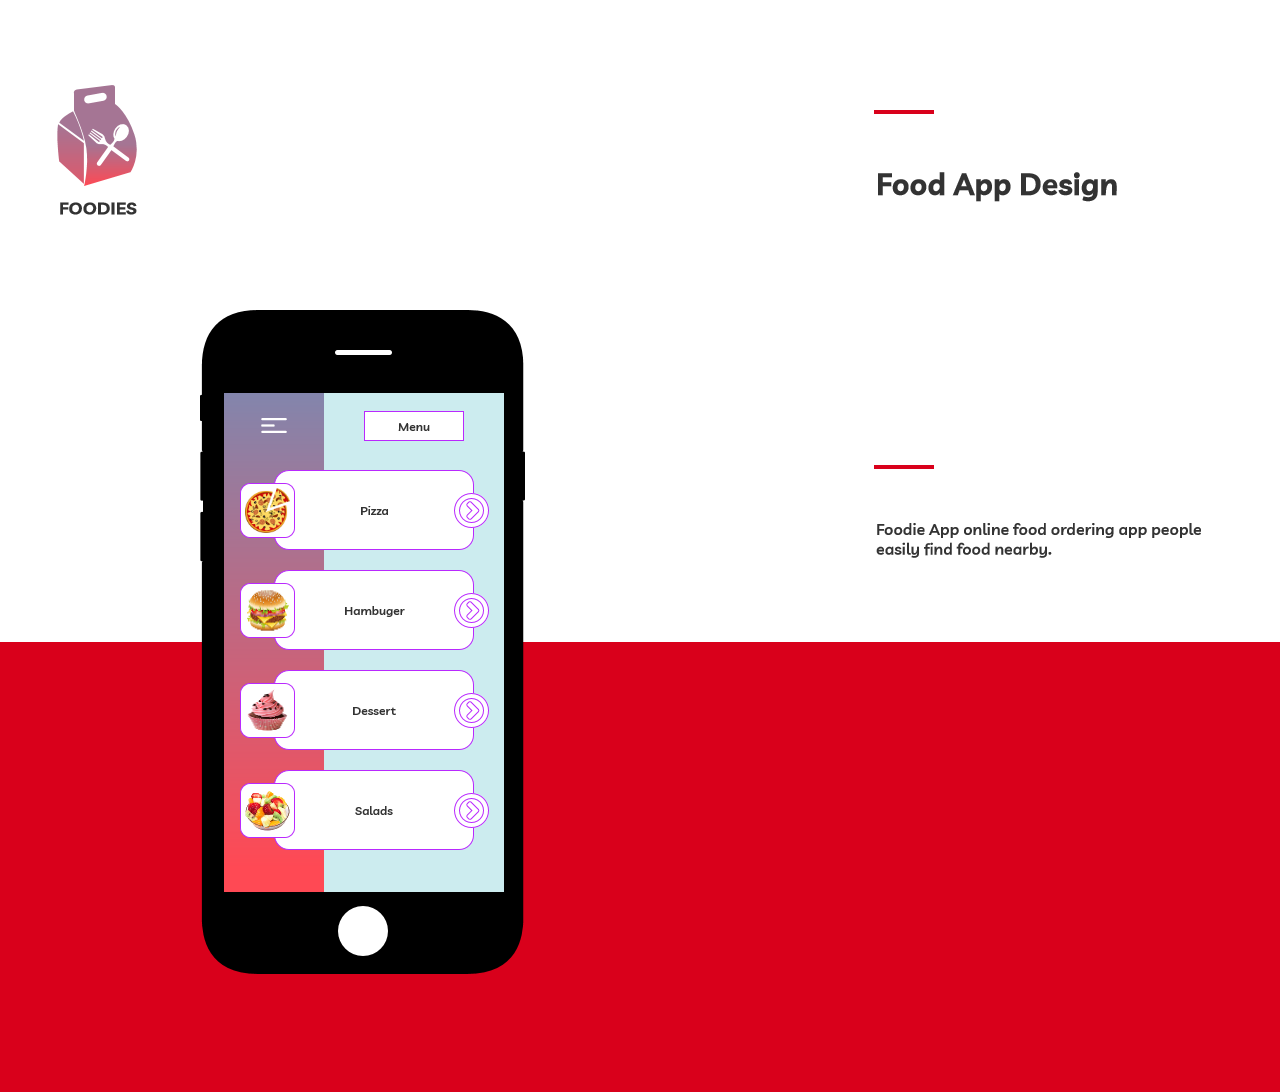 FOODIES
Food App Design
Menu
Pizza
Hambuger
Dessert
Salads
Foodie App online food ordering app people
easily find food nearby.